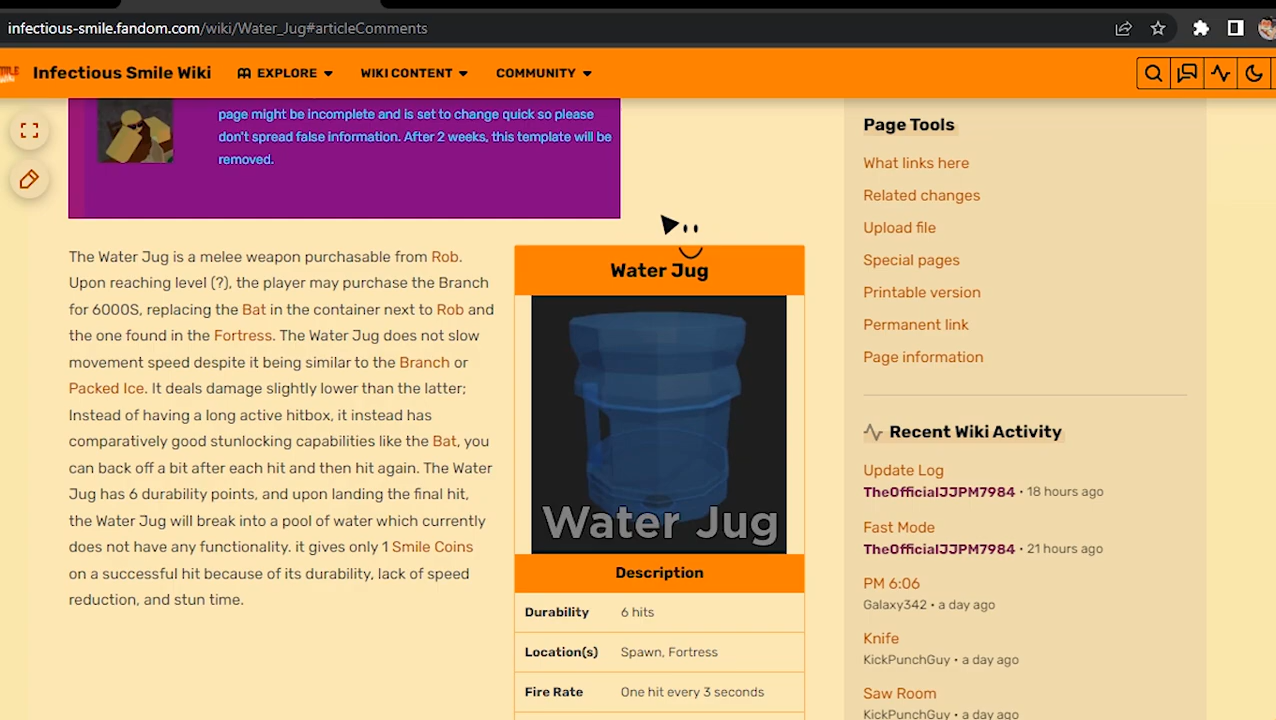 infectious-smile.fandom.com/wiki/Water_Jug#articleComments
Infectious Smile Wiki
EXPLORE
WIKI CONTENT
COMMUNITY
page might be incomplete and is set to change quick so please
don't spread false information. After 2 weeks, this template will be
removed.
The Water Jug is a melee weapon purchasable from Rob.
Upon reaching level (?), the player may purchase the Branch
for 6000S, replacing the Bat in the container next to Rob and
the one found in the Fortress. The Water Jug does not slow
movement speed despite it being similar to the Branch or
Packed Ice. It deals damage slightly lower than the latter;
Instead of having a long active hitbox, it instead has
comparatively good stunlocking capabilities like the Bat, you
can back off a bit after each hit and then hit again. The Water
Jug has 6 durability points, and upon landing the final hit,
the Water Jug will break into a pool of water which currently
does not have any functionality. it gives only 1 Smile Coins
on a successful hit because of its durability, lack of speed
reduction, and stun time.
Water Jug
Water Jug
Description
Durability 6 hits
Location(s) Spawn, Fortress
Fire Rate One hit every 3 seconds
Page Tools
What links here
Related changes
Upload file
Special pages
Printable version
Permanent link
Page information
Recent Wiki Activity
Update Log
TheOfficialJJPM7984 • 18 hours ago
Fast Mode
TheOfficialJJPM7984 • 21 hours ago
PM 6:06
Galaxy342 • a day ago
Knife
KickPunchGuy • a day ago
Saw Room
KickPunchGuy • a day ago